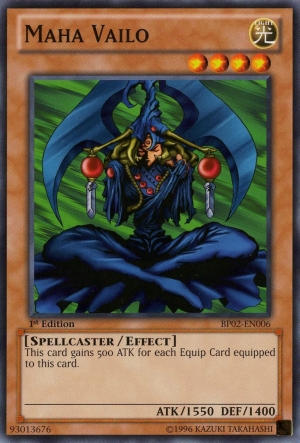 MAHA VAILO
LIGHT
光
1st Edition
BP02-EN006
[SPELLCASTER / EFFECT]
This card gains 500 ATK for each Equip Card equipped
to this card.
ATK/1550 DEF/1400
93013676
©1996 KAZUKI TAKAHASHI